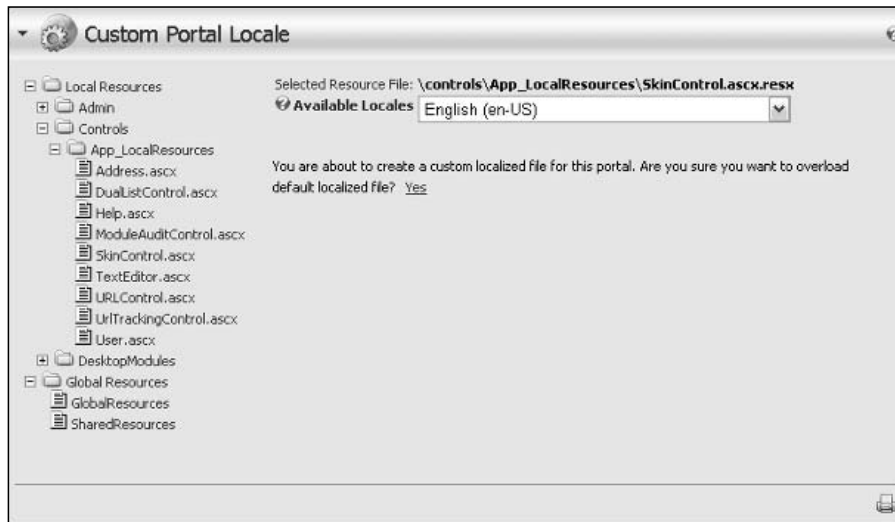 Custom Portal Locale
Local Resources
Admin
Controls
App_LocalResources
Address.ascx
DualListControl.ascx
Help.ascx
ModuleAuditControl.ascx
SkinControl.ascx
TextEditor.ascx
URLControl.ascx
UrlTrackingControl.ascx
User.ascx
DesktopModules
Global Resources
GlobalResources
SharedResources
Selected Resource File: \controls\App_LocalResources\SkinControl.ascx.resx
Available Locales English (en-US)
You are about to create a custom localized file for this portal. Are you sure you want to overload
default localized file? Yes